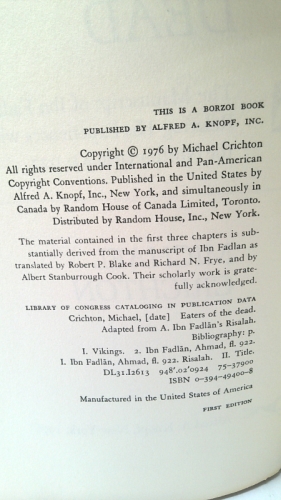 DEAD
THIS IS A BORZOI BOOK
PUBLISHED BY ALFRED A. KNOPF, INC.
Copyright © 1976 by Michael Crichton
All rights reserved under International and Pan-American
Copyright Conventions. Published in the United States by
Alfred A. Knopf, Inc., New York, and simultaneously in
Canada by Random House of Canada Limited, Toronto.
Distributed by Random House, Inc., New York.
The material contained in the first three chapters is sub-
stantially derived from the manuscript of Ibn Fadlan as
translated by Robert P. Blake and Richard N. Frye, and by
Albert Stanburrough Cook. Their scholarly work is grate-
fully acknowledged.
LIBRARY OF CONGRESS CATALOGING IN PUBLICATION DATA
Crichton, Michael, [date] Eaters of the dead.
Adapted from A. Ibn Fadlān's Risalah.
Bibliography: p.
1. Vikings. 2. Ibn Fadlān, Ahmad, fl. 922.
I. Ibn Fadlān, Ahmad, fl. 922. Risalah. II. Title.
DL31.I2613 948'.02'0924 75-37900
ISBN 0-394-49400-8
Manufactured in the United States of America
FIRST EDITION